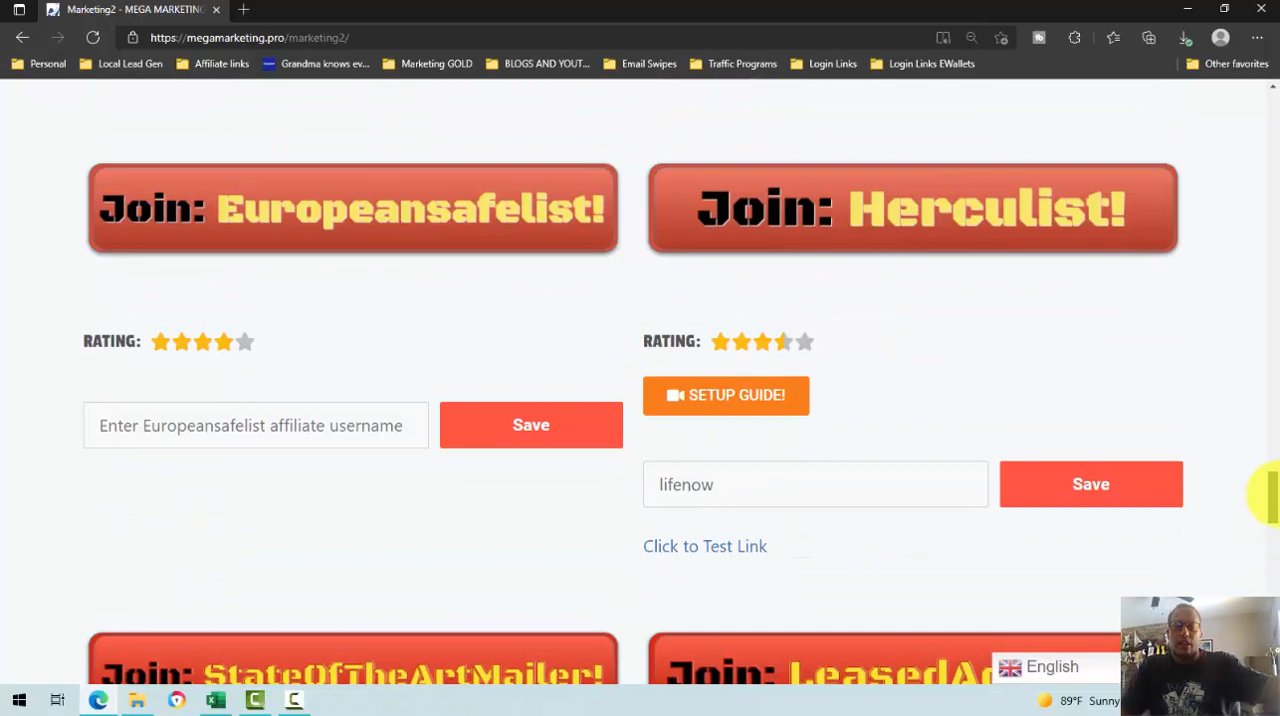 Marketing2 - MEGA MARKETING
https://megamarketing.pro/marketing2/
Personal
Local Lead Gen
Affiliate links
Grandma knows ev...
Marketing GOLD
BLOGS AND YOUT...
Email Swipes
Traffic Programs
Login Links
Login Links EWallets
Other favorites
Join: Europeansafelist!
Join: Herculist!
RATING:
RATING:
SETUP GUIDE!
Enter Europeansafelist affiliate username
Save
lifenow
Save
Click to Test Link
Join: StateOfTheArtMailer!
Join:
English
89°F Sunny